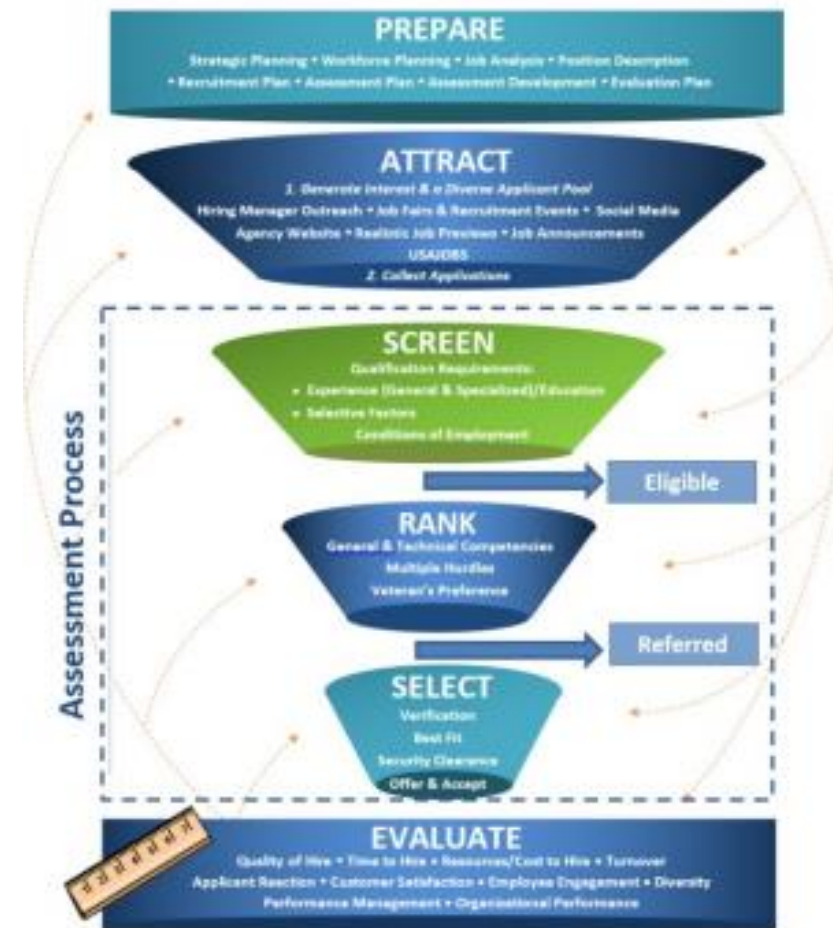 PREPARE
Strategic Planning • Workforce Planning • Job Analysis • Position Description
• Recruitment Plan • Assessment Plan • Assessment Development • Evaluation Plan
ATTRACT
1. Generate Interest & a Diverse Applicant Pool
Hiring Manager Outreach • Job Fairs & Recruitment Events • Social Media
Agency Website • Realistic Job Previews • Job Announcements
USAJOBS
2. Collect Applications
Assessment Process
SCREEN
Qualification Requirements:
• Experience (General & Specialized)/Education
• Selective Factors
Conditions of Employment
Eligible
RANK
General & Technical Competencies
Multiple Hurdles
Veteran's Preference
Referred
SELECT
Verification
Best Fit
Security Clearance
Offer & Accept
EVALUATE
Quality of Hire • Time to Hire • Resources/Cost to Hire • Turnover
Applicant Reaction • Customer Satisfaction • Employee Engagement • Diversity
Performance Management • Organizational Performance